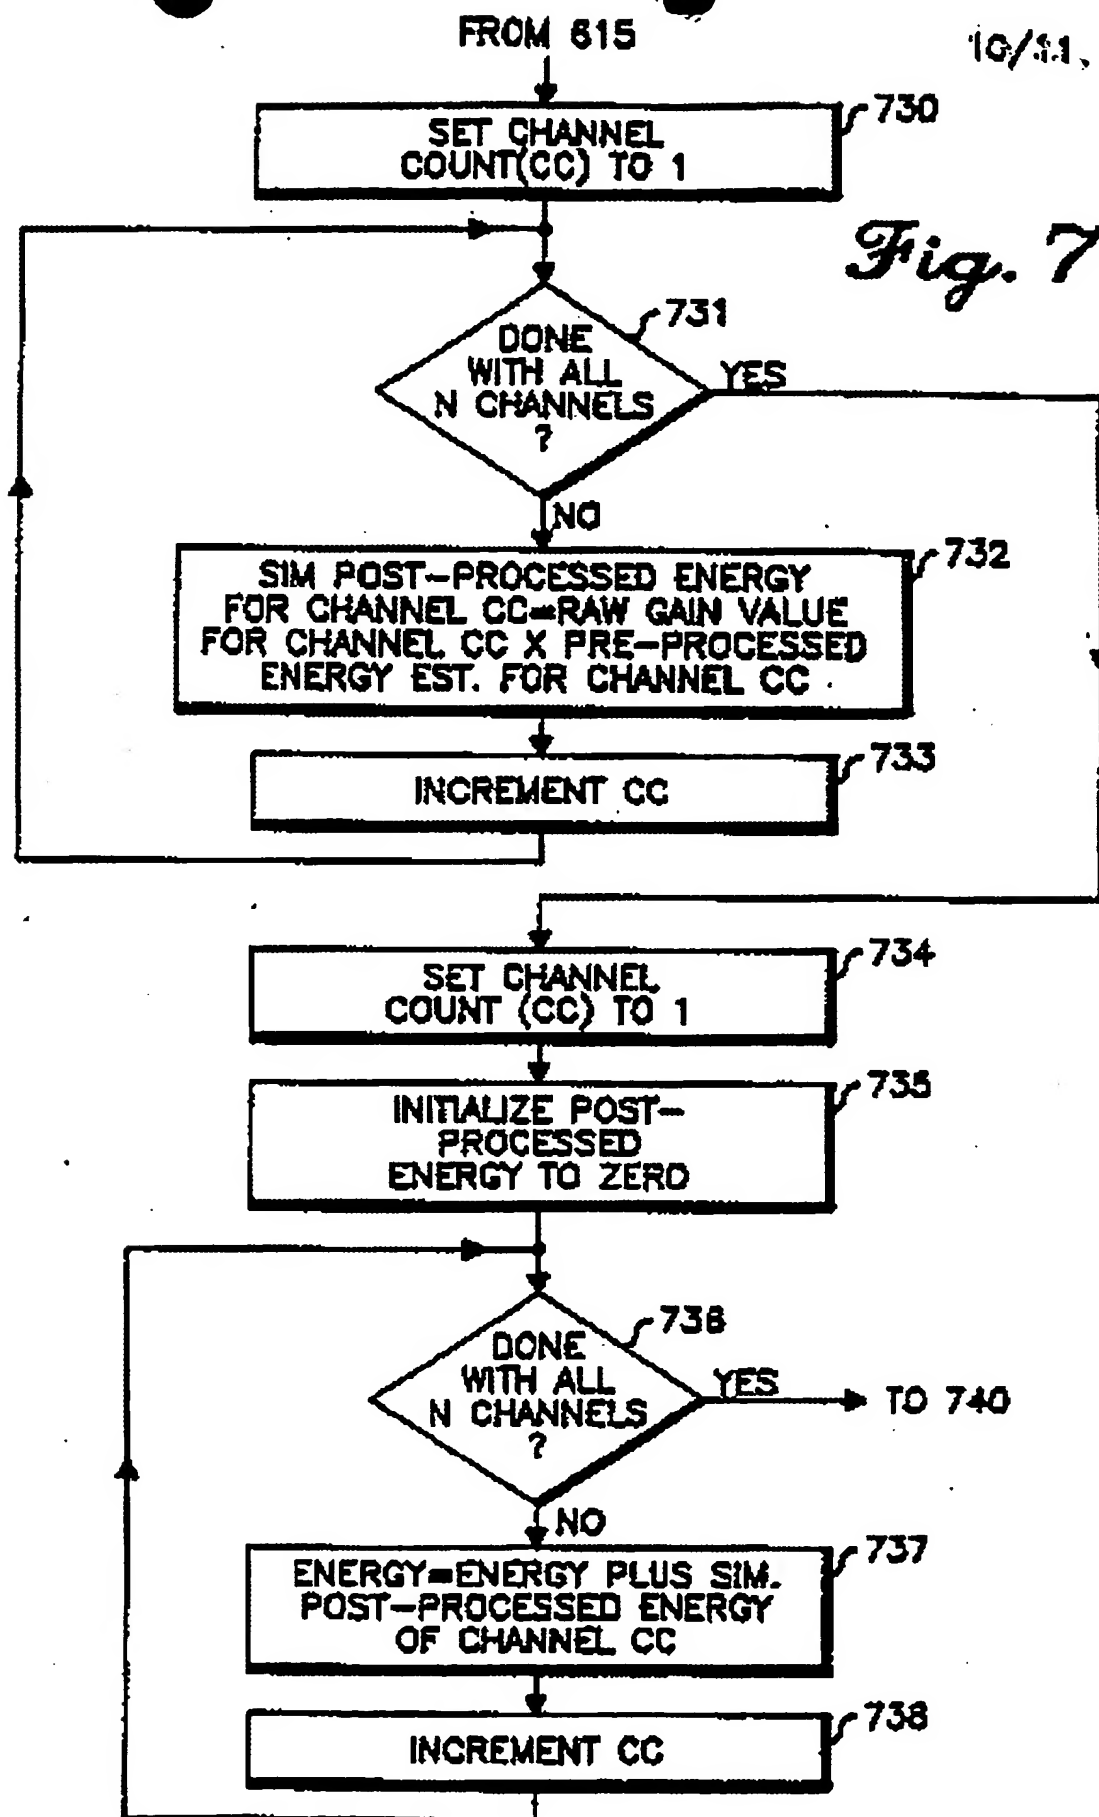 FROM 615
10/11.
730
SET CHANNEL
COUNT(CC) TO 1
Fig. 7
731
DONE
WITH ALL
N CHANNELS
?
YES
NO
732
SIM POST-PROCESSED ENERGY
FOR CHANNEL CC=RAW GAIN VALUE
FOR CHANNEL CC X PRE-PROCESSED
ENERGY EST. FOR CHANNEL CC
733
INCREMENT CC
734
SET CHANNEL
COUNT (CC) TO 1
735
INITIALIZE POST-
PROCESSED
ENERGY TO ZERO
736
DONE
WITH ALL
N CHANNELS
?
YES
TO 740
NO
737
ENERGY=ENERGY PLUS SIM.
POST-PROCESSED ENERGY
OF CHANNEL CC
738
INCREMENT CC